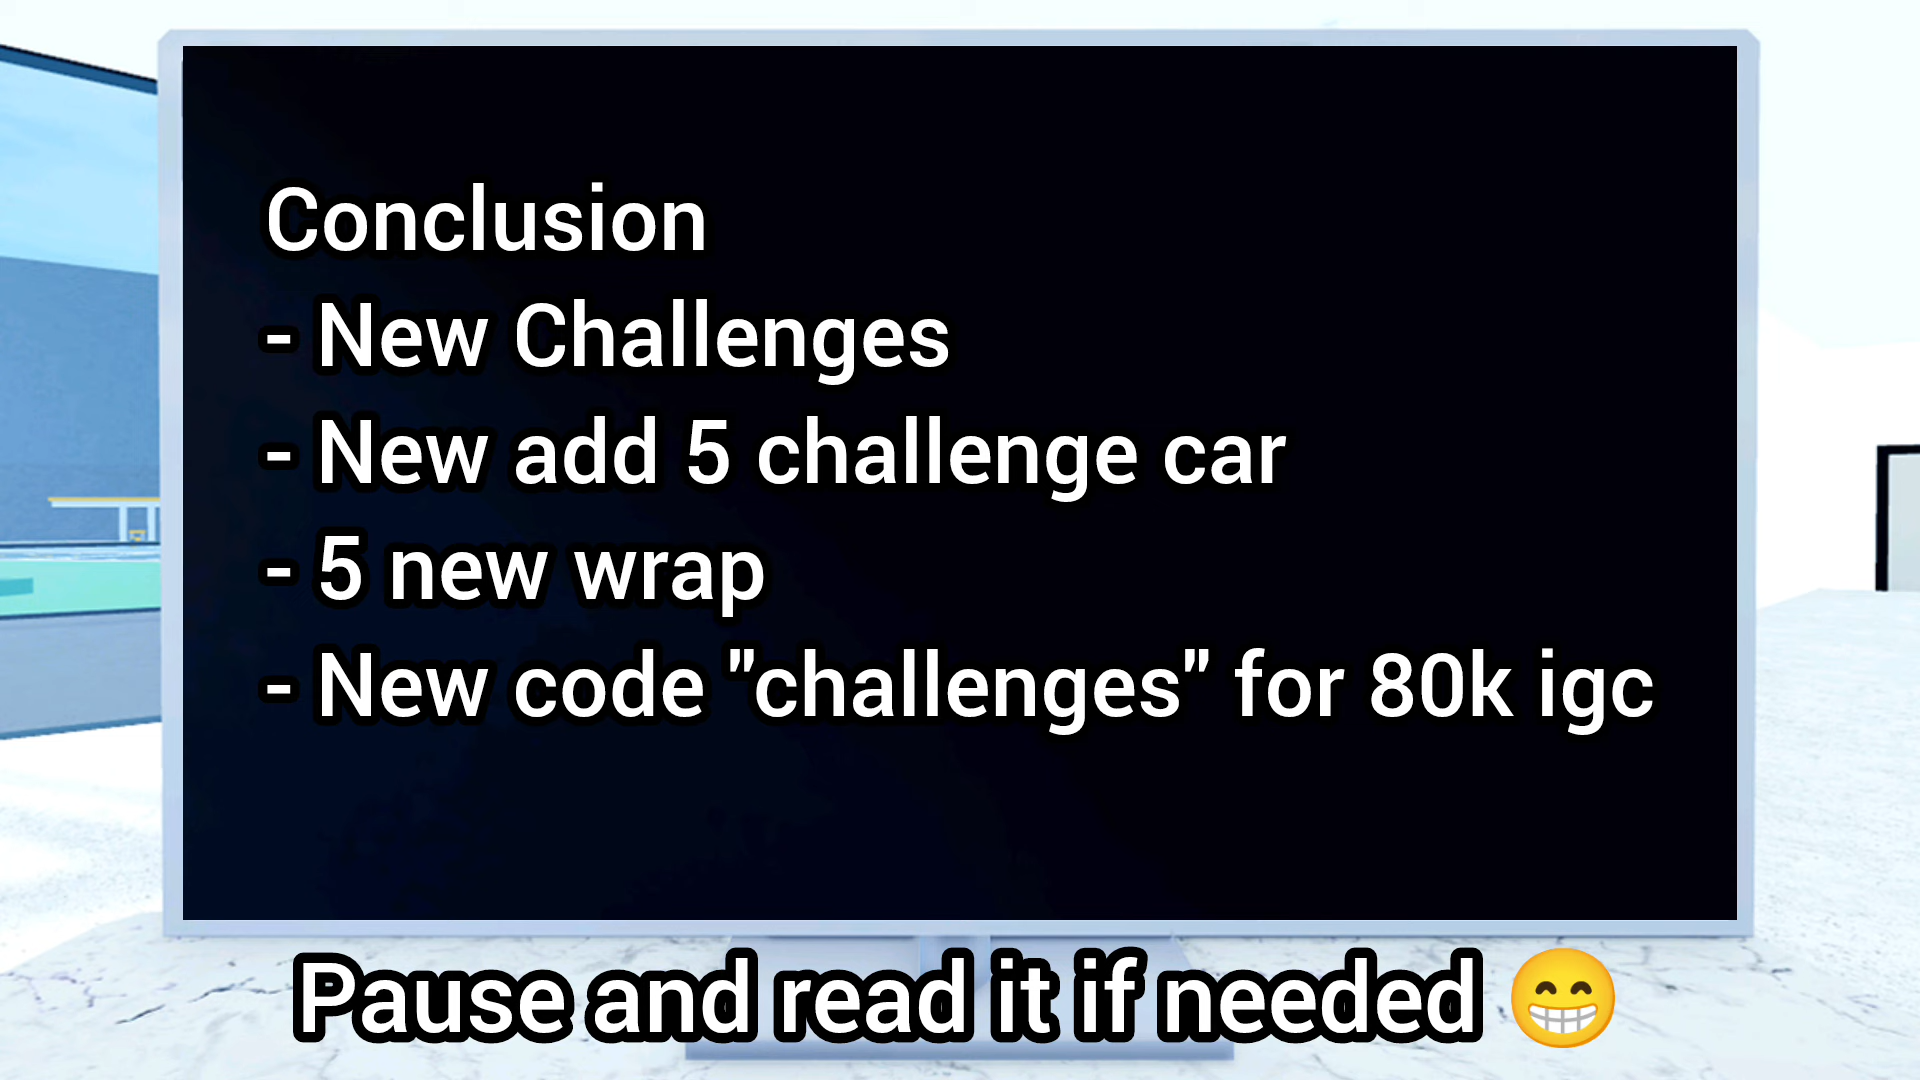 Conclusion
- New Challenges
- New add 5 challenge car
- 5 new wrap
- New code "challenges" for 80k igc
Pause and read it if needed 😁